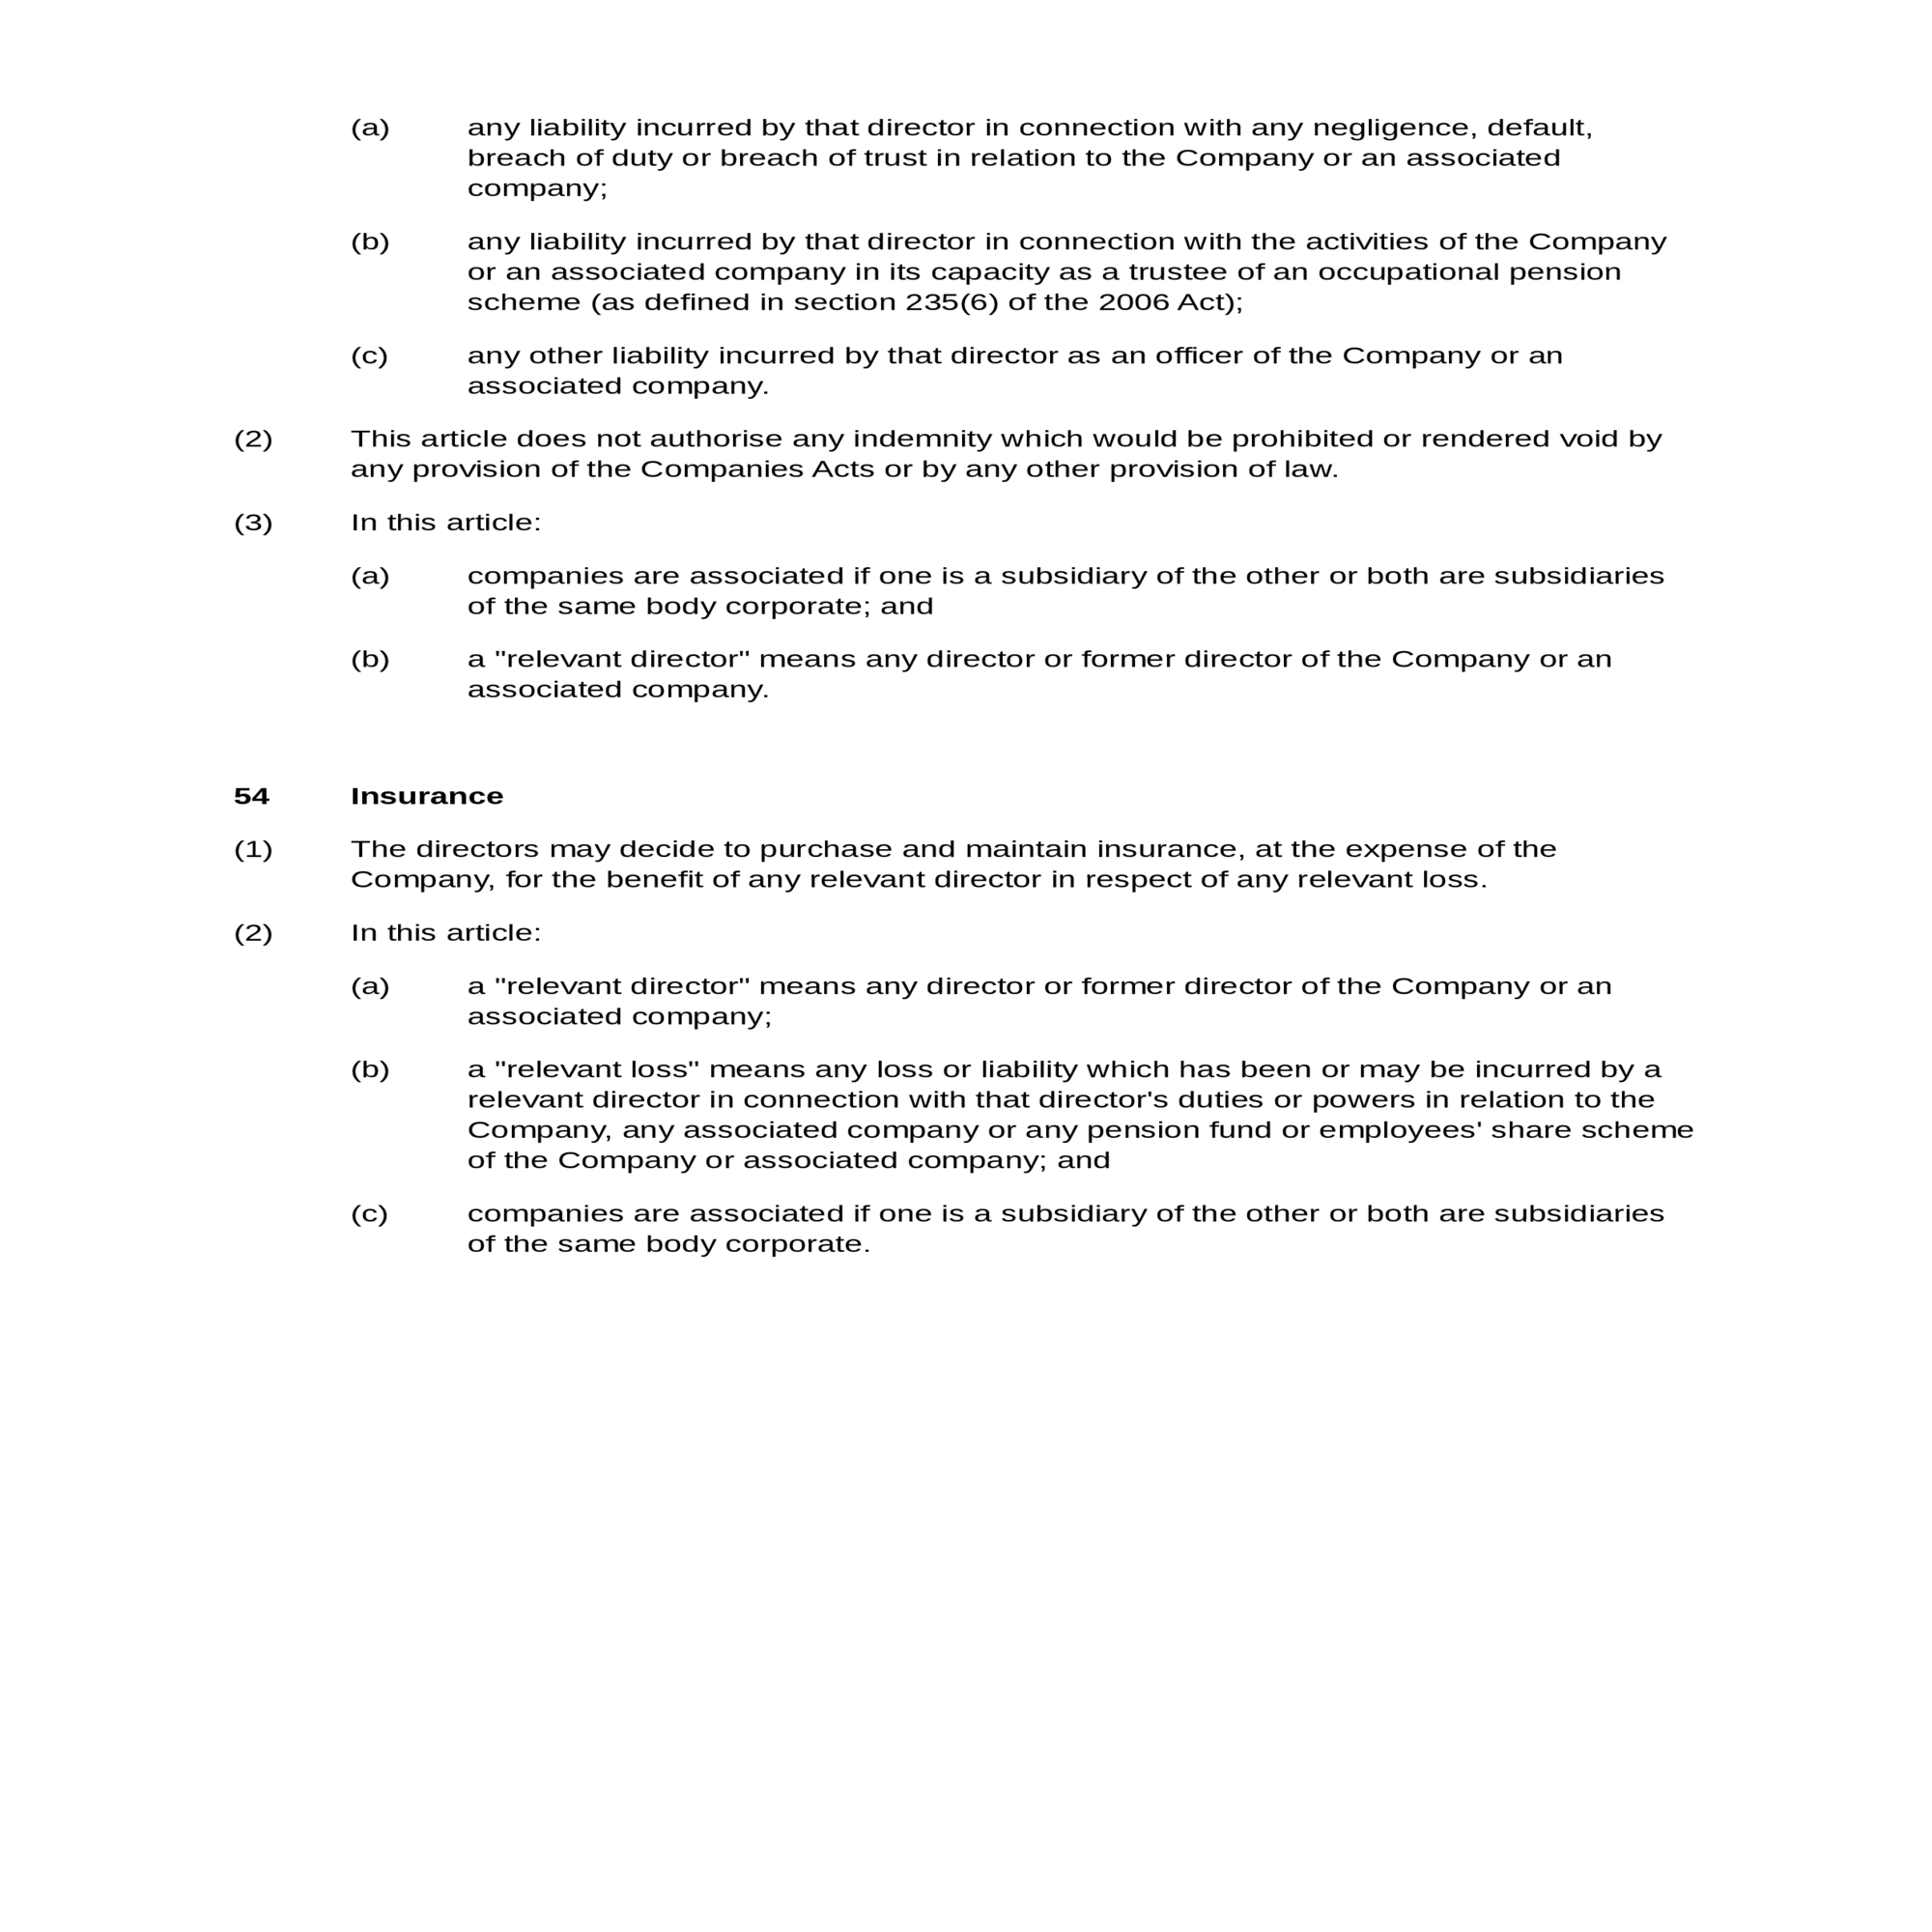 (a) any liability incurred by that director in connection with any negligence, default,
breach of duty or breach of trust in relation to the Company or an associated
company;
(b) any liability incurred by that director in connection with the activities of the Company
or an associated company in its capacity as a trustee of an occupational pension
scheme (as defined in section 235(6) of the 2006 Act);
(c) any other liability incurred by that director as an officer of the Company or an
associated company.
(2) This article does not authorise any indemnity which would be prohibited or rendered void by
any provision of the Companies Acts or by any other provision of law.
(3) In this article:
(a) companies are associated if one is a subsidiary of the other or both are subsidiaries
of the same body corporate; and
(b) a "relevant director" means any director or former director of the Company or an
associated company.
54 Insurance
(1) The directors may decide to purchase and maintain insurance, at the expense of the
Company, for the benefit of any relevant director in respect of any relevant loss.
(2) In this article:
(a) a "relevant director" means any director or former director of the Company or an
associated company;
(b) a "relevant loss" means any loss or liability which has been or may be incurred by a
relevant director in connection with that director's duties or powers in relation to the
Company, any associated company or any pension fund or employees' share scheme
of the Company or associated company; and
(c) companies are associated if one is a subsidiary of the other or both are subsidiaries
of the same body corporate.